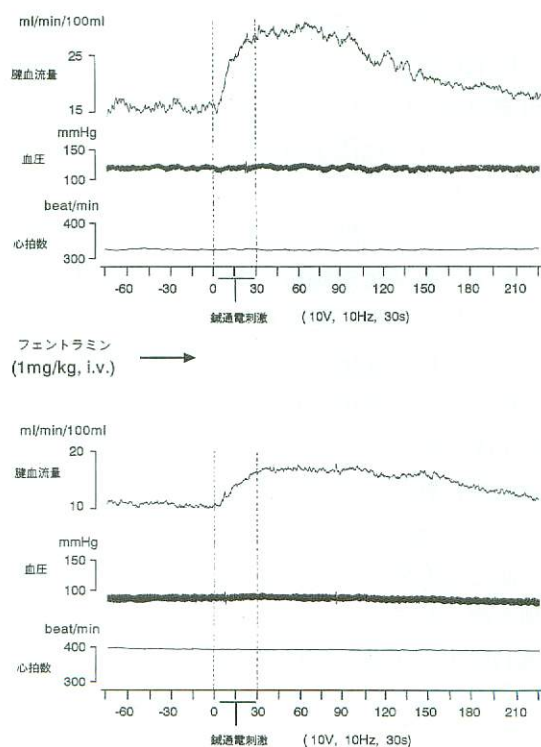 ml/min/100ml
25
腱血流量
15
mmHg
150
血圧
100
beat/min
400
心拍数
300
-60 -30 0 30 60 90 120 150 180 210
鍼通電刺激 (10V, 10Hz, 30s)
フェントラミン
(1mg/kg, i.v.)
ml/min/100ml
20
腱血流量
10
mmHg
150
血圧
100
beat/min
400
心拍数
300
-60 -30 0 30 60 90 120 150 180 210
鍼通電刺激 (10V, 10Hz, 30s)